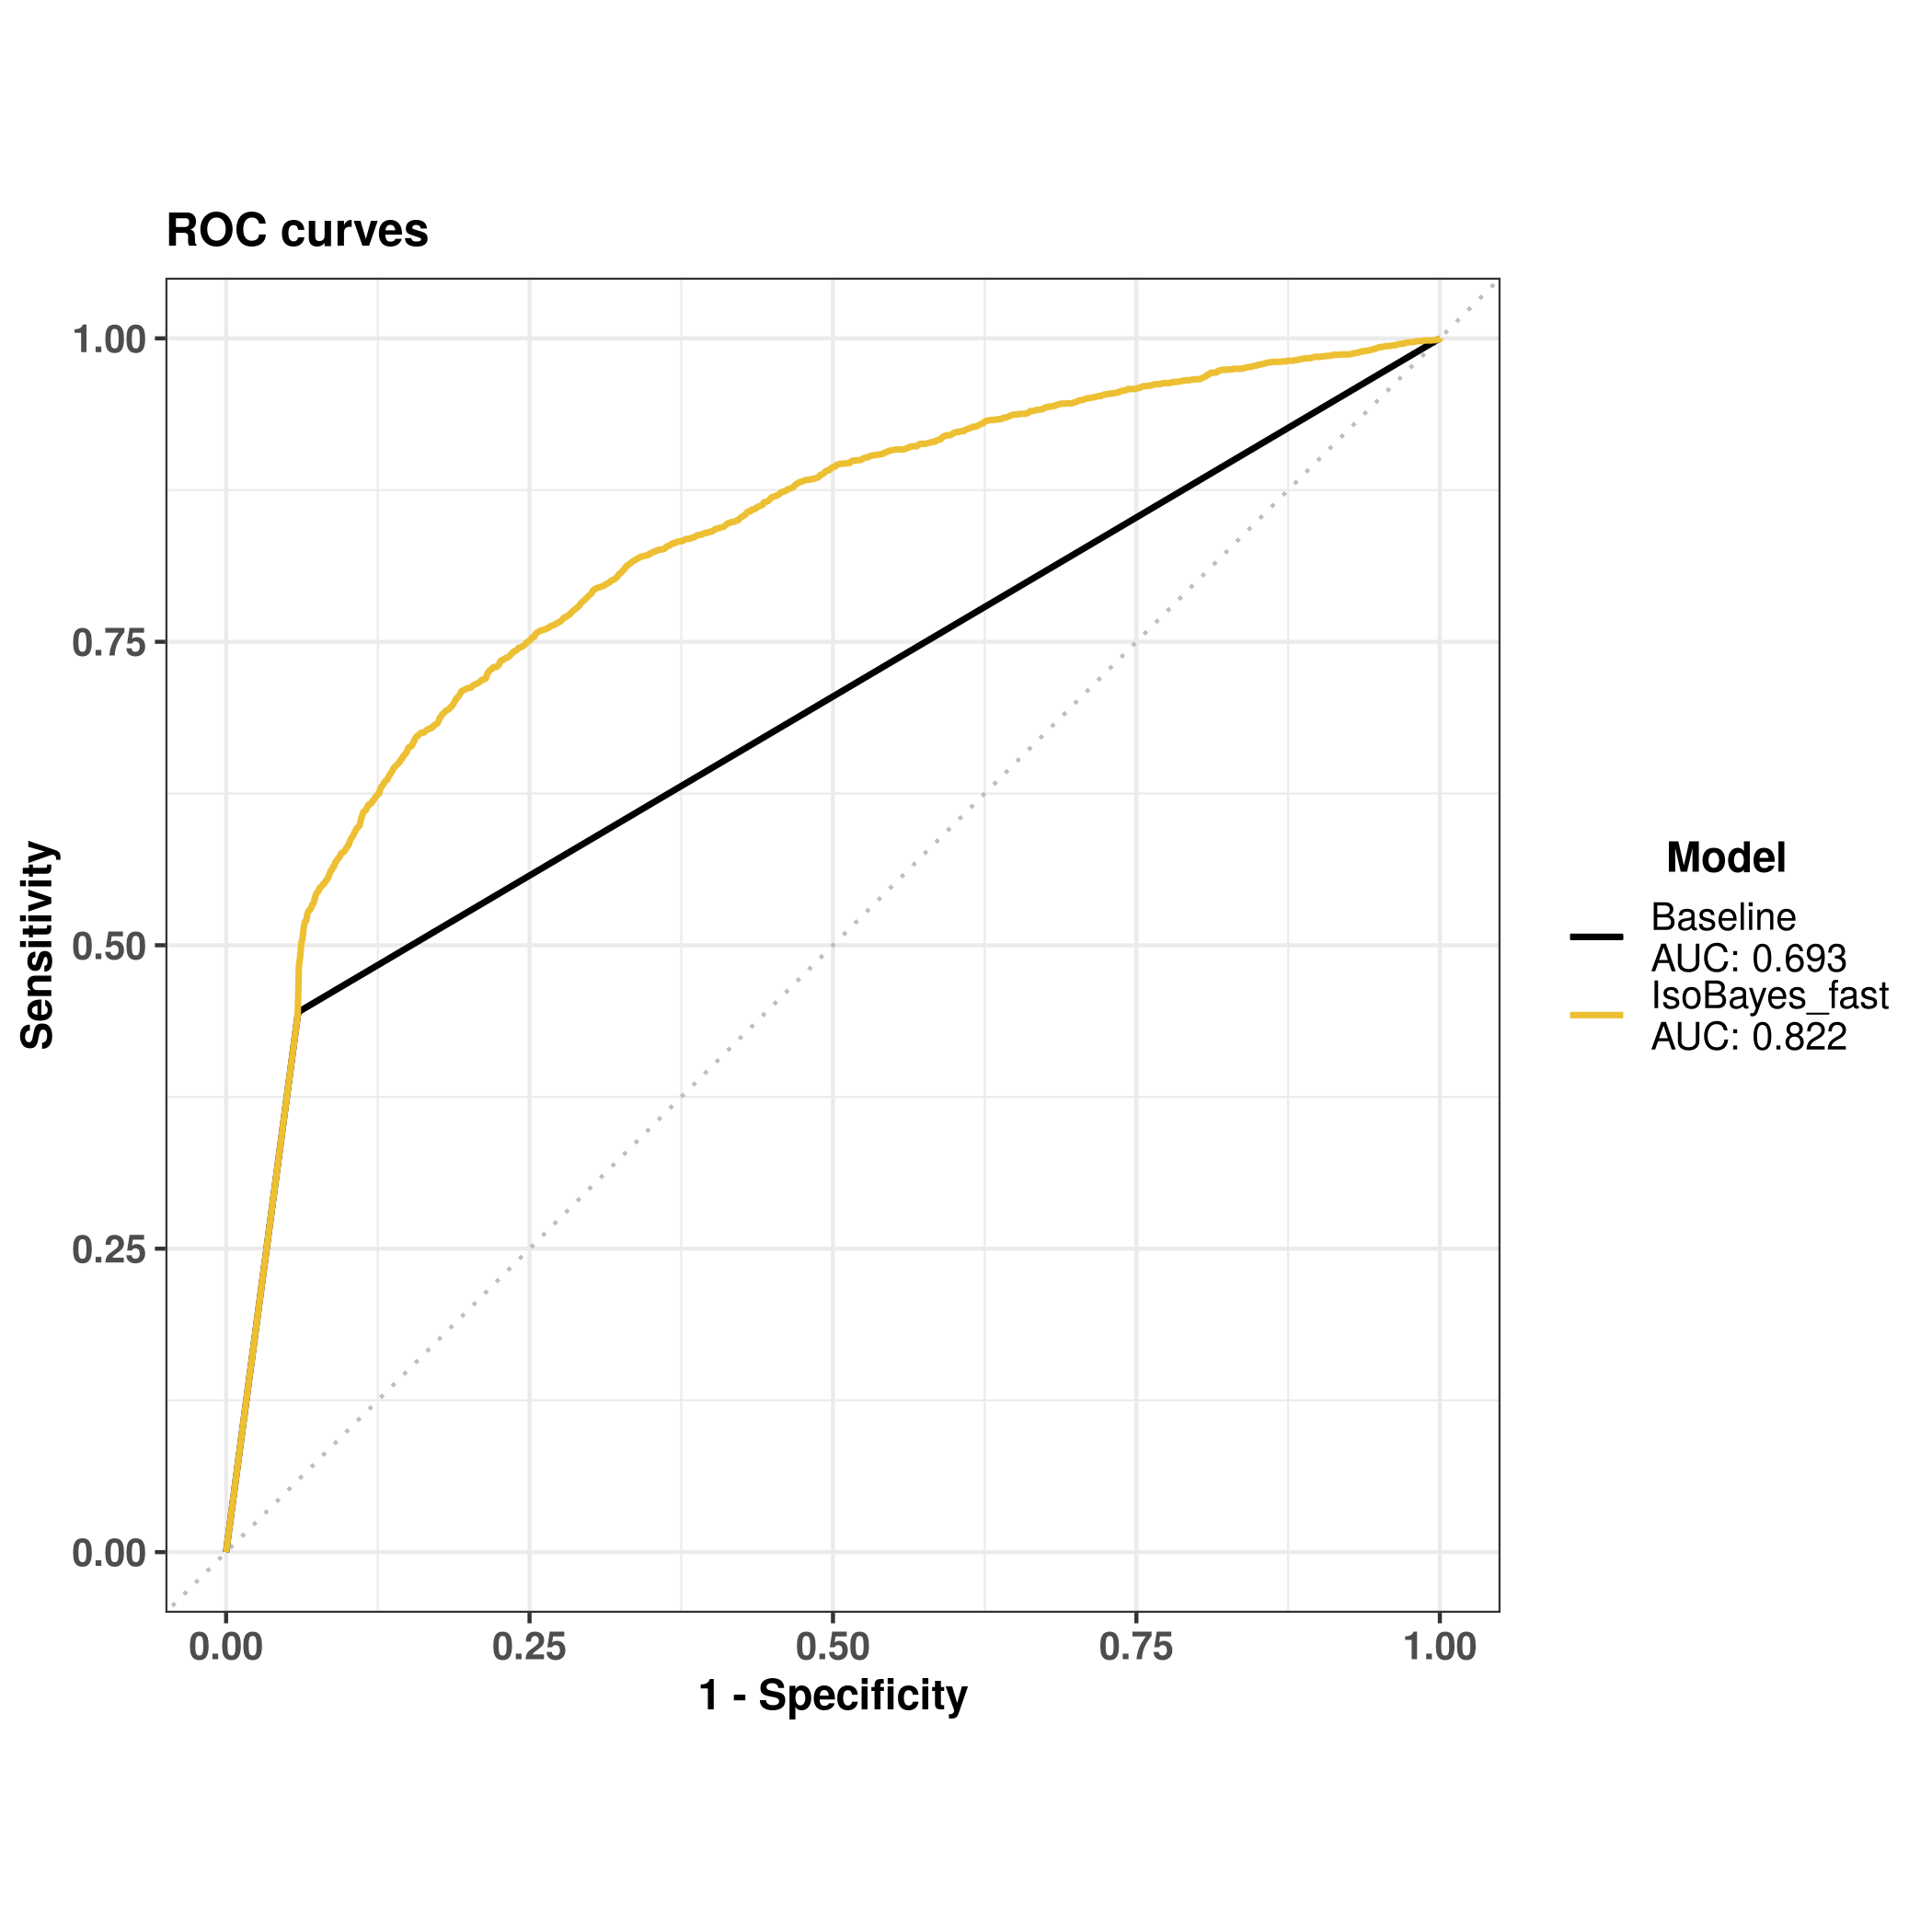 ROC curves
1.00
0.75
0.50
0.25
0.00
Sensitivity
0.00 0.25 0.50 0.75 1.00
1 - Specificity
Model
Baseline
AUC: 0.693
IsoBayes_fast
AUC: 0.822